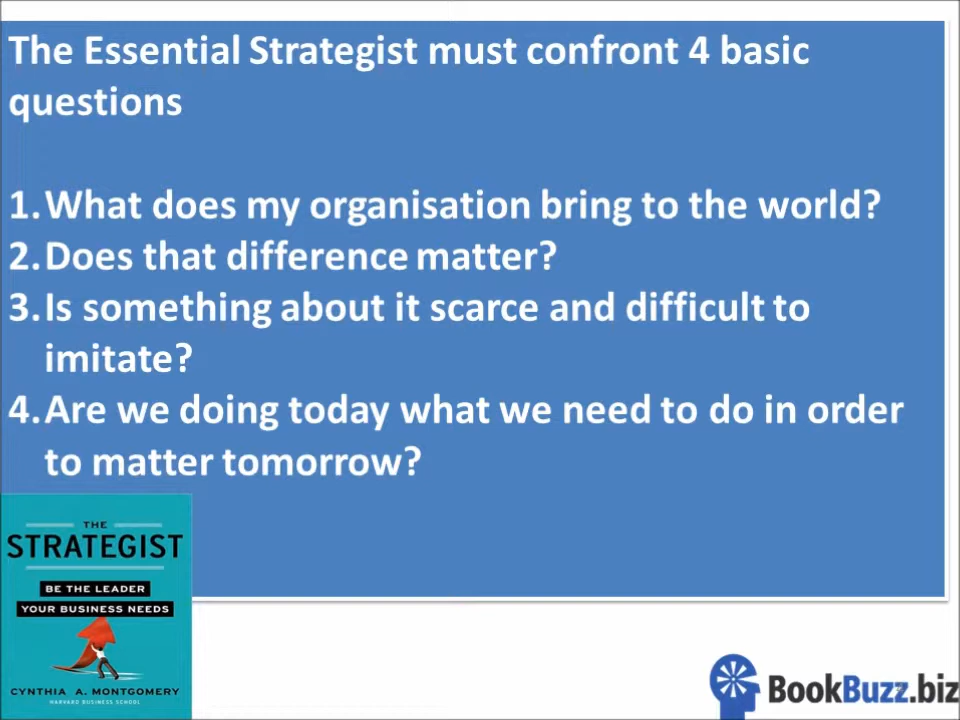 The Essential Strategist must confront 4 basic
questions
1. What does my organisation bring to the world?
2. Does that difference matter?
3. Is something about it scarce and difficult to
imitate?
4. Are we doing today what we need to do in order
to matter tomorrow?
THE
STRATEGIST
BE THE LEADER
YOUR BUSINESS NEEDS
CYNTHIA A. MONTGOMERY
HARVARD BUSINESS SCHOOL
BookBuzz.biz